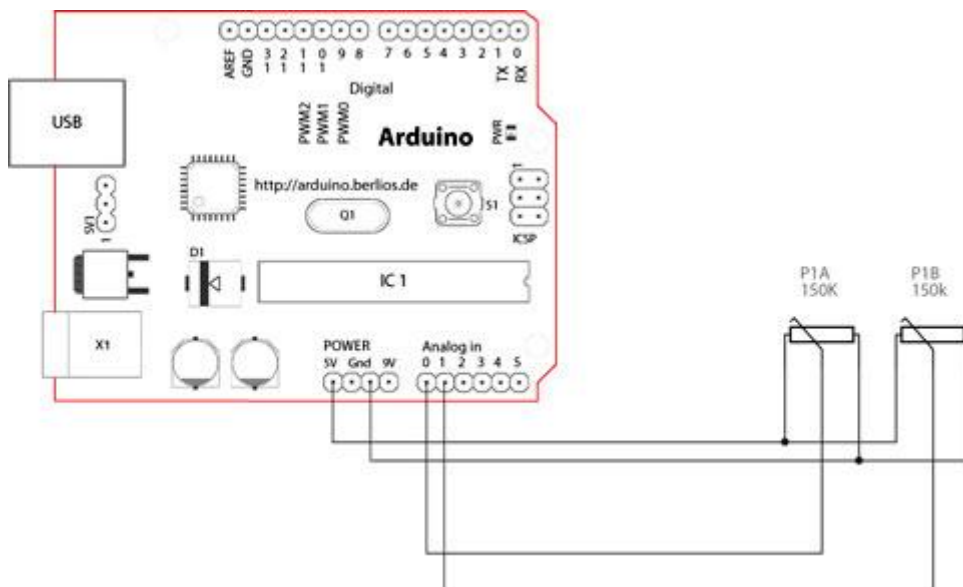 AREF
GND
13
12
11
10
9
8
7
6
5
4
3
2
1
0
TX
RX
Digital
PWM2
PWM1
PWM0
Arduino
PWR
USB
http://arduino.berlios.de
1
S1
ICSP
SV1
1
Q1
D1
IC 1
X1
POWER
5V Gnd 9V
Analog in
0 1 2 3 4 5
P1A
150K
P1B
150k